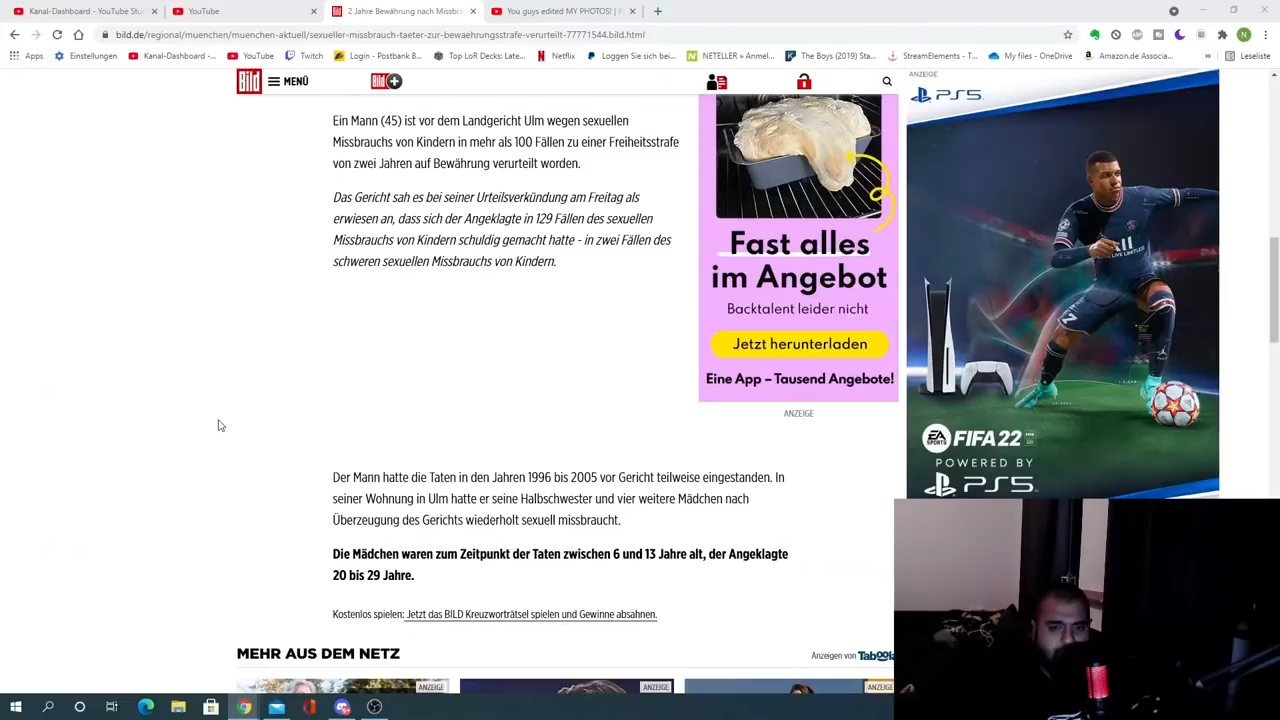 Kanal-Dashboard - YouTube St
YouTube
2 Jahre Bewährung nach Missbra
You guys edited MY PHOTOS! | R
bild.de/regional/muenchen/muenchen-aktuell/sexueller-missbrauch-taeter-zur-bewaehrungsstrafe-verurteilt-77771544.bild.html
Apps
Einstellungen
Kanal-Dashboard -...
YouTube
Twitch
Login - Postbank B...
Top LoR Decks: Late...
Netflix
Loggen Sie sich bei...
NETELLER » Anmel...
The Boys (2019) Sta...
StreamElements - T...
My files - OneDrive
Amazon.de Associa...
Leseliste
Bild
MENÜ
Bild
ANZEIGE
PS5
Ein Mann (45) ist vor dem Landgericht Ulm wegen sexuellen
Missbrauchs von Kindern in mehr als 100 Fällen zu einer Freiheitsstrafe
von zwei Jahren auf Bewährung verurteilt worden.
Das Gericht sah es bei seiner Urteilsverkündung am Freitag als
erwiesen an, dass sich der Angeklagte in 129 Fällen des sexuellen
Missbrauchs von Kindern schuldig gemacht hatte - in zwei Fällen des
schweren sexuellen Missbrauchs von Kindern.
Fast alles
im Angebot
Backtalent leider nicht
Jetzt herunterladen
Eine App – Tausend Angebote!
ANZEIGE
EA
SPORTS
FIFA 22
POWERED BY
PS5
Der Mann hatte die Taten in den Jahren 1996 bis 2005 vor Gericht teilweise eingestanden. In
seiner Wohnung in Ulm hatte er seine Halbschwester und vier weitere Mädchen nach
Überzeugung des Gerichts wiederholt sexuell missbraucht.
Die Mädchen waren zum Zeitpunkt der Taten zwischen 6 und 13 Jahre alt, der Angeklagte
20 bis 29 Jahre.
Kostenlos spielen: Jetzt das BILD Kreuzworträtsel spielen und Gewinne absahnen.
MEHR AUS DEM NETZ
Anzeigen von Taboola
ANZEIGE
ANZEIGE
ANZEIGE